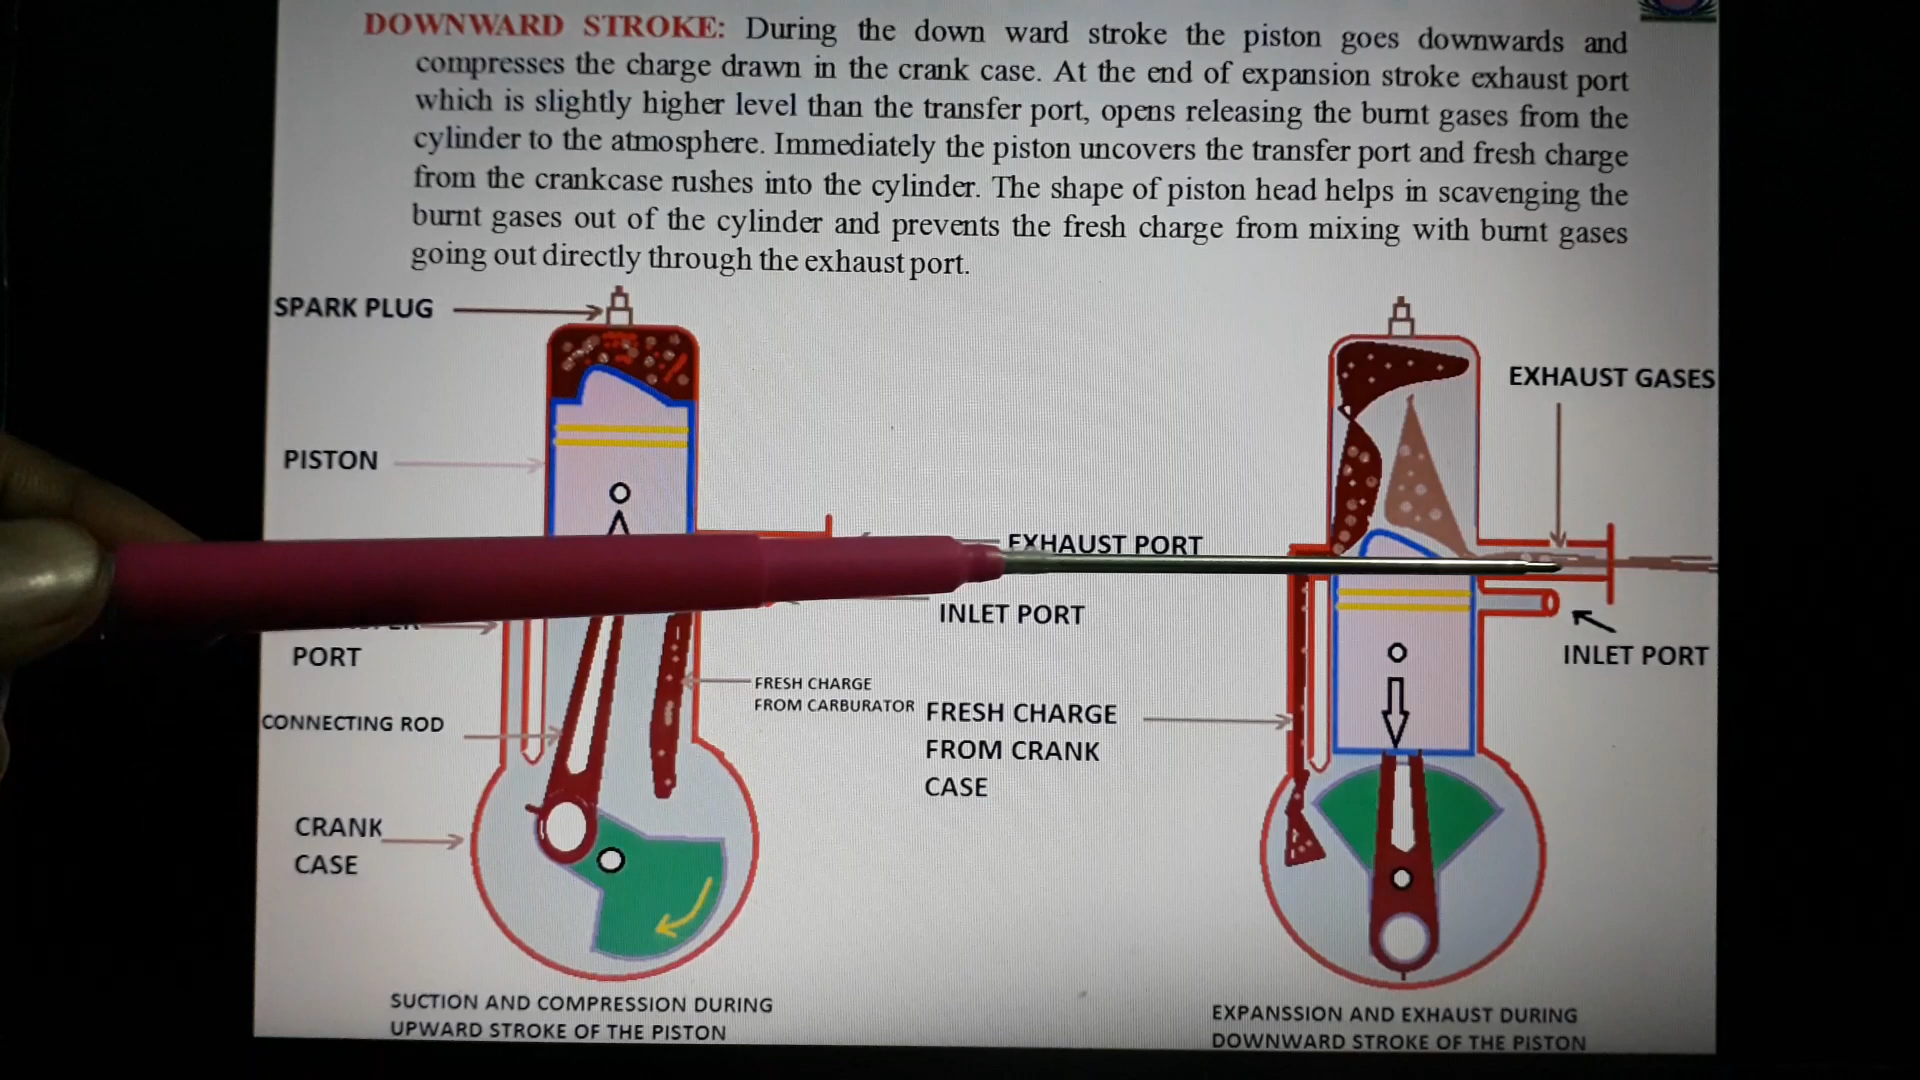 DOWNWARD STROKE: During the down ward stroke the piston goes downwards and
compresses the charge drawn in the crank case. At the end of expansion stroke exhaust port
which is slightly higher level than the transfer port, opens releasing the burnt gases from the
cylinder to the atmosphere. Immediately the piston uncovers the transfer port and fresh charge
from the crankcase rushes into the cylinder. The shape of piston head helps in scavenging the
burnt gases out of the cylinder and prevents the fresh charge from mixing with burnt gases
going out directly through the exhaust port.
SPARK PLUG
EXHAUST GASES
PISTON
EXHAUST PORT
INLET PORT
PORT
INLET PORT
FRESH CHARGE
FROM CARBURATOR
CONNECTING ROD
FRESH CHARGE
FROM CRANK
CASE
CRANK
CASE
SUCTION AND COMPRESSION DURING
UPWARD STROKE OF THE PISTON
EXPANSSION AND EXHAUST DURING
DOWNWARD STROKE OF THE PISTON